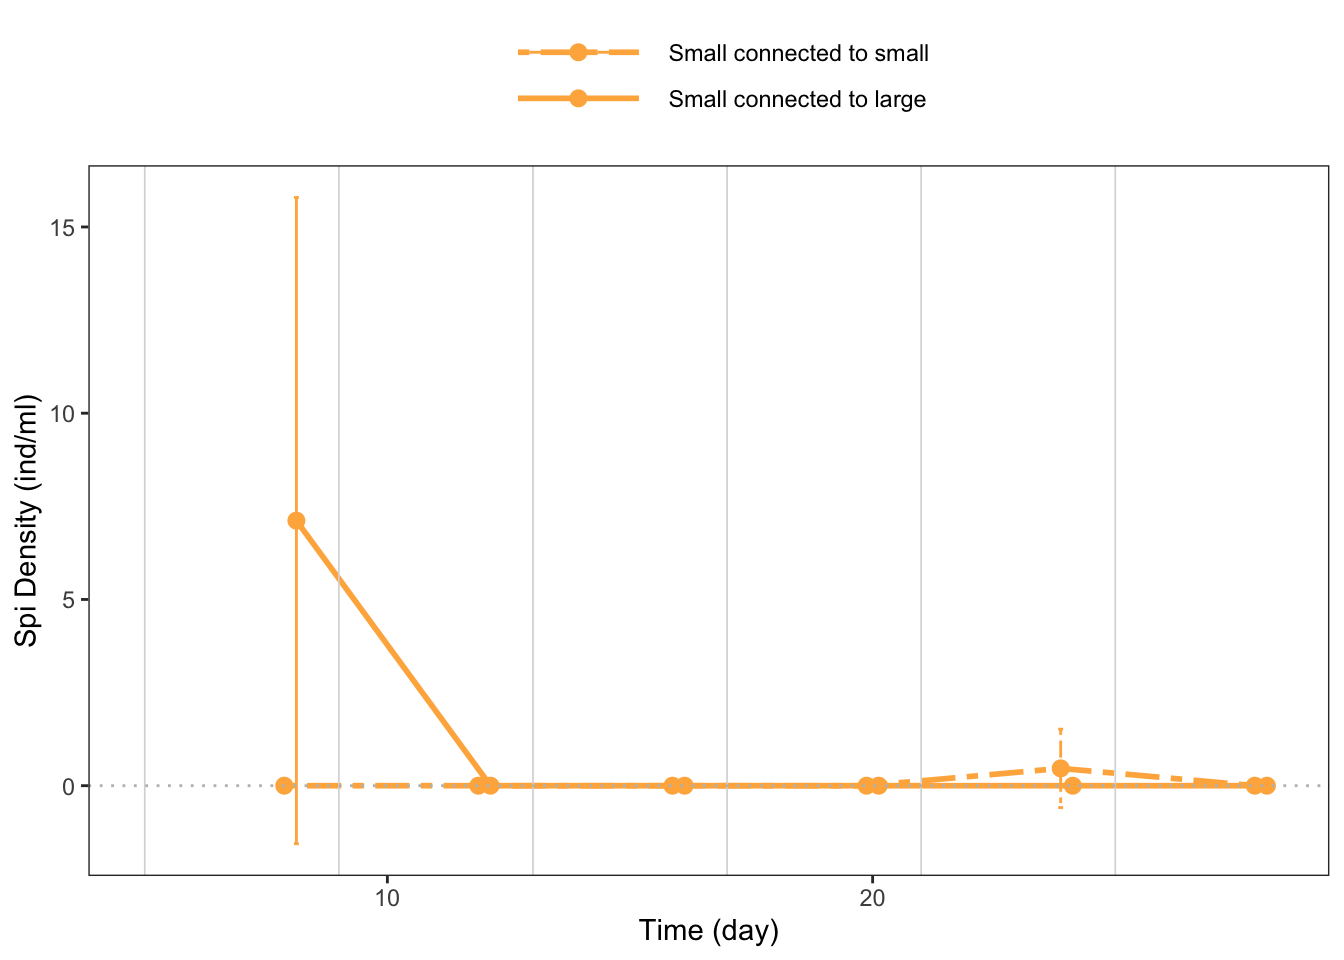 Small connected to small
Small connected to large
15
10
5
0
Spi Density (ind/ml)
10
20
Time (day)